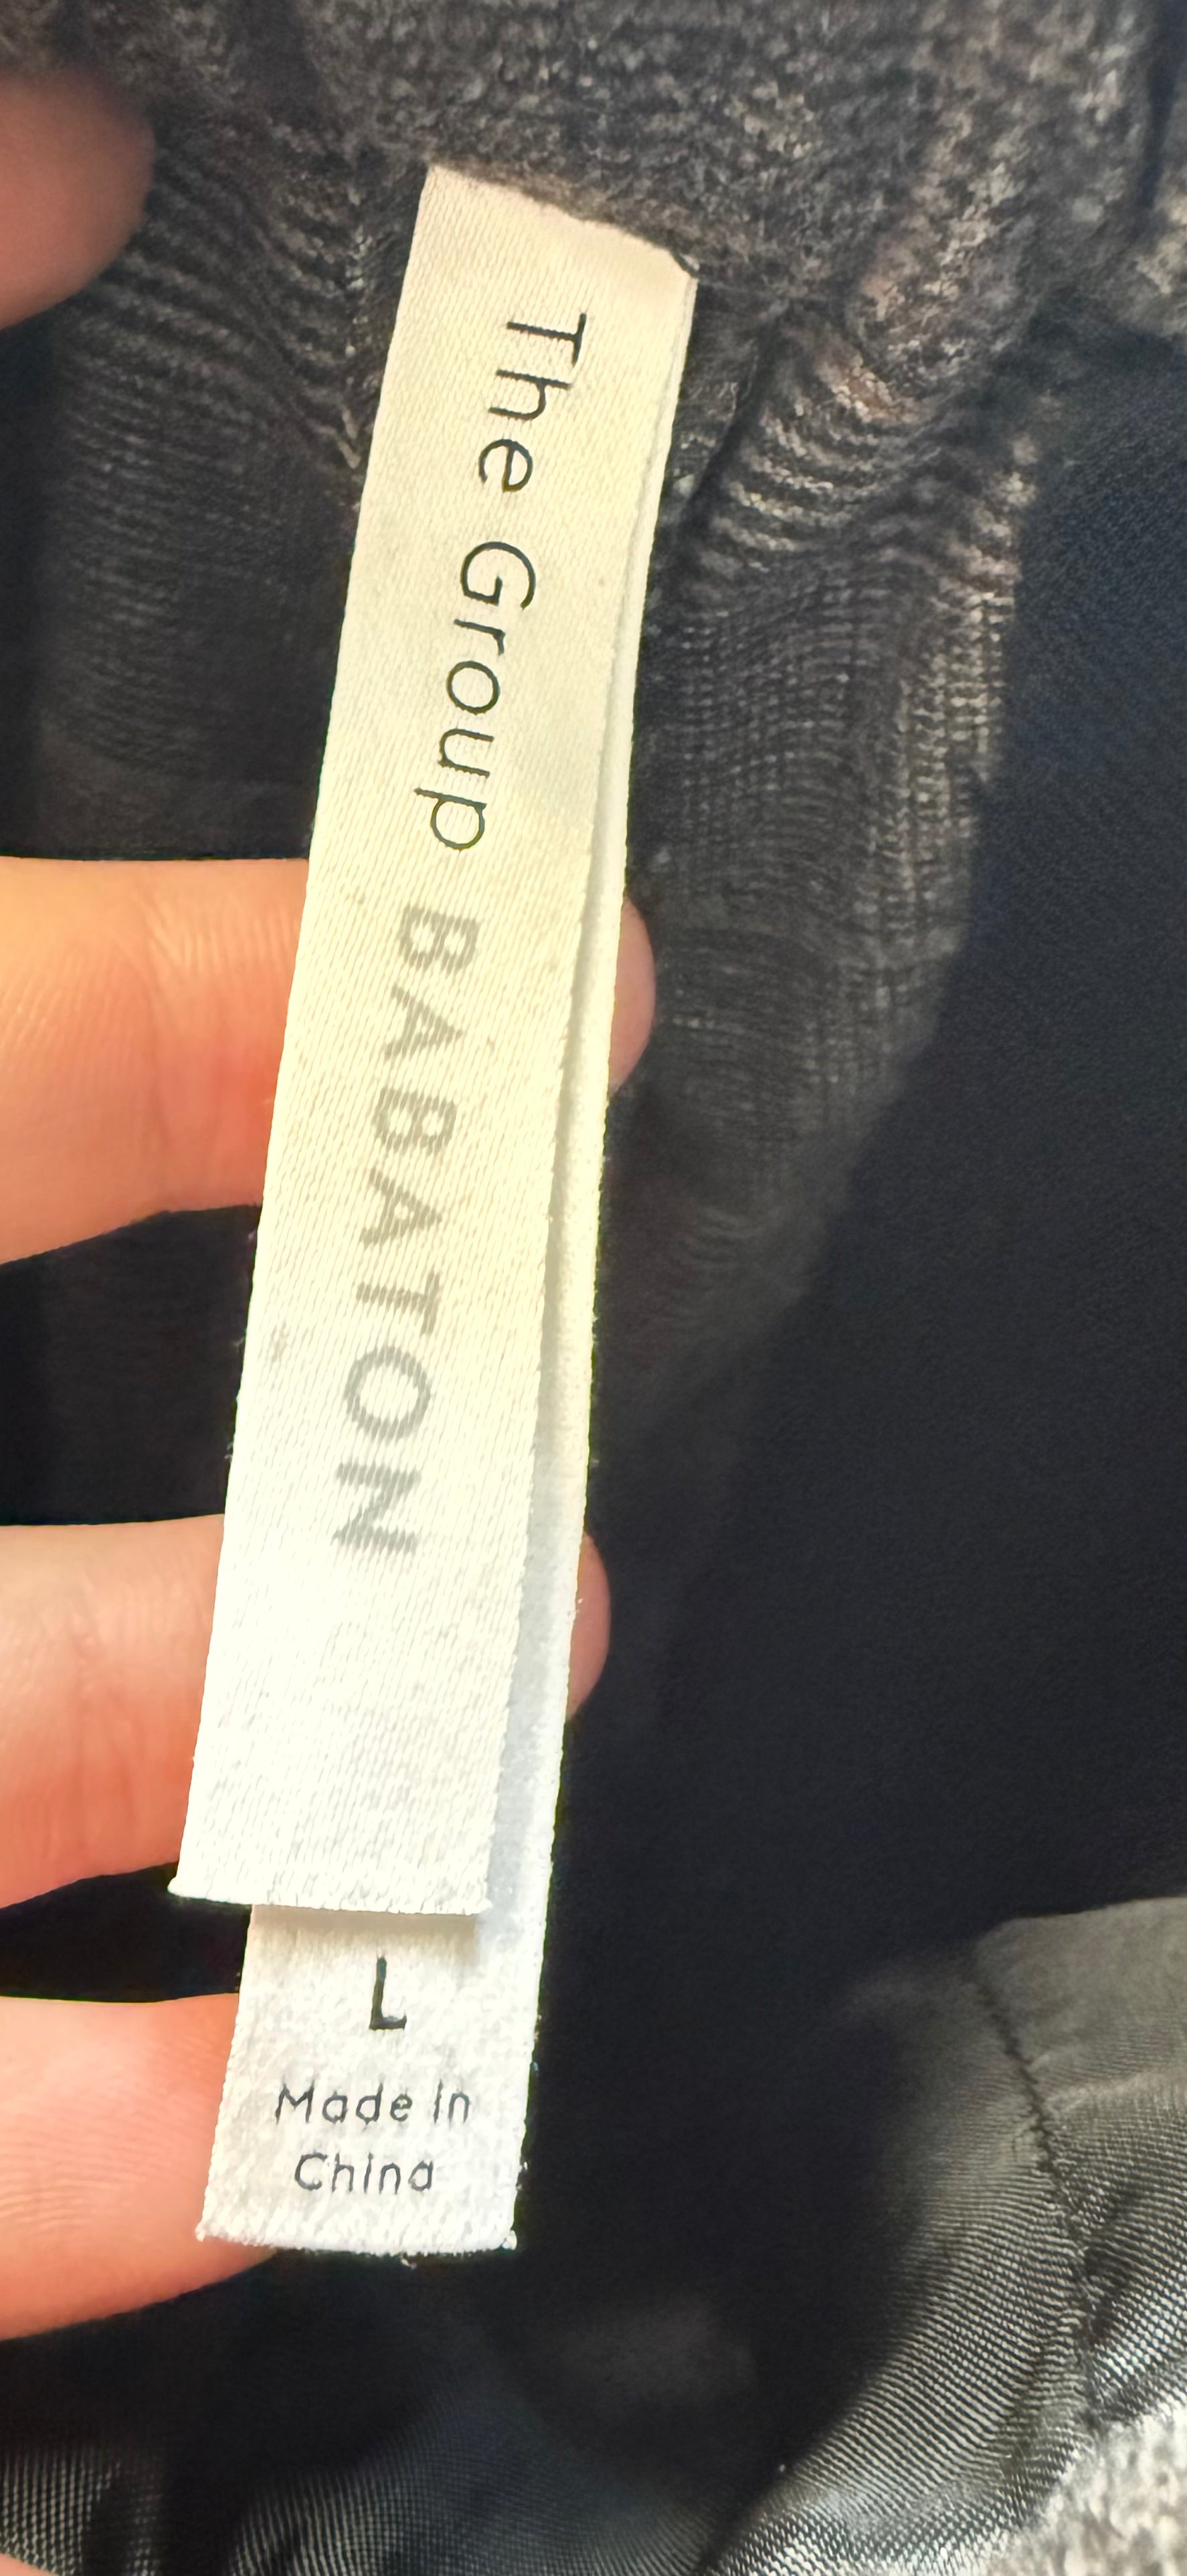 The Group BABATON
L
Made in
China